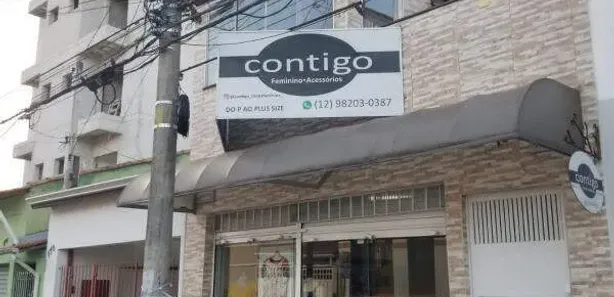 contigo
Feminino•Acessórios
DO P AO PLUS SIZE
(12) 98203-0387
contigo